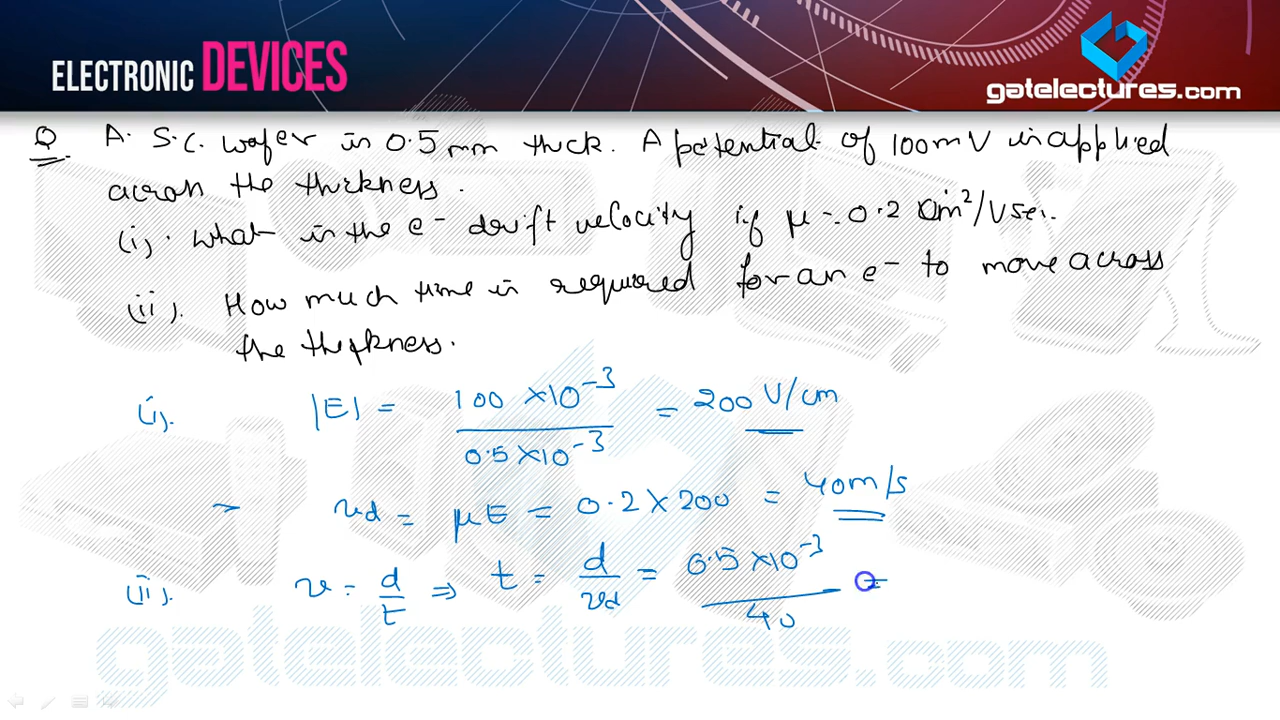 ELECTRONIC DEVICES
gatelectures.com
Q. A. S.C. wafer is 0.5mm thick. A potential of 100mV is applied
across the thickness.
(i). What is the e⁻ drift velocity if μ = 0.2 m²/Vsec.
(ii). How much time is required for an e⁻ to move across
the thickness.
(i). |E| = 100 × 10⁻³ / 0.5 × 10⁻³ = 200 V/cm
→ vd = μE = 0.2 × 200 = 40m/s
(ii). v = d/t ⇒ t = d/vd = 0.5 × 10⁻³ / 40 =
gatelectures.com